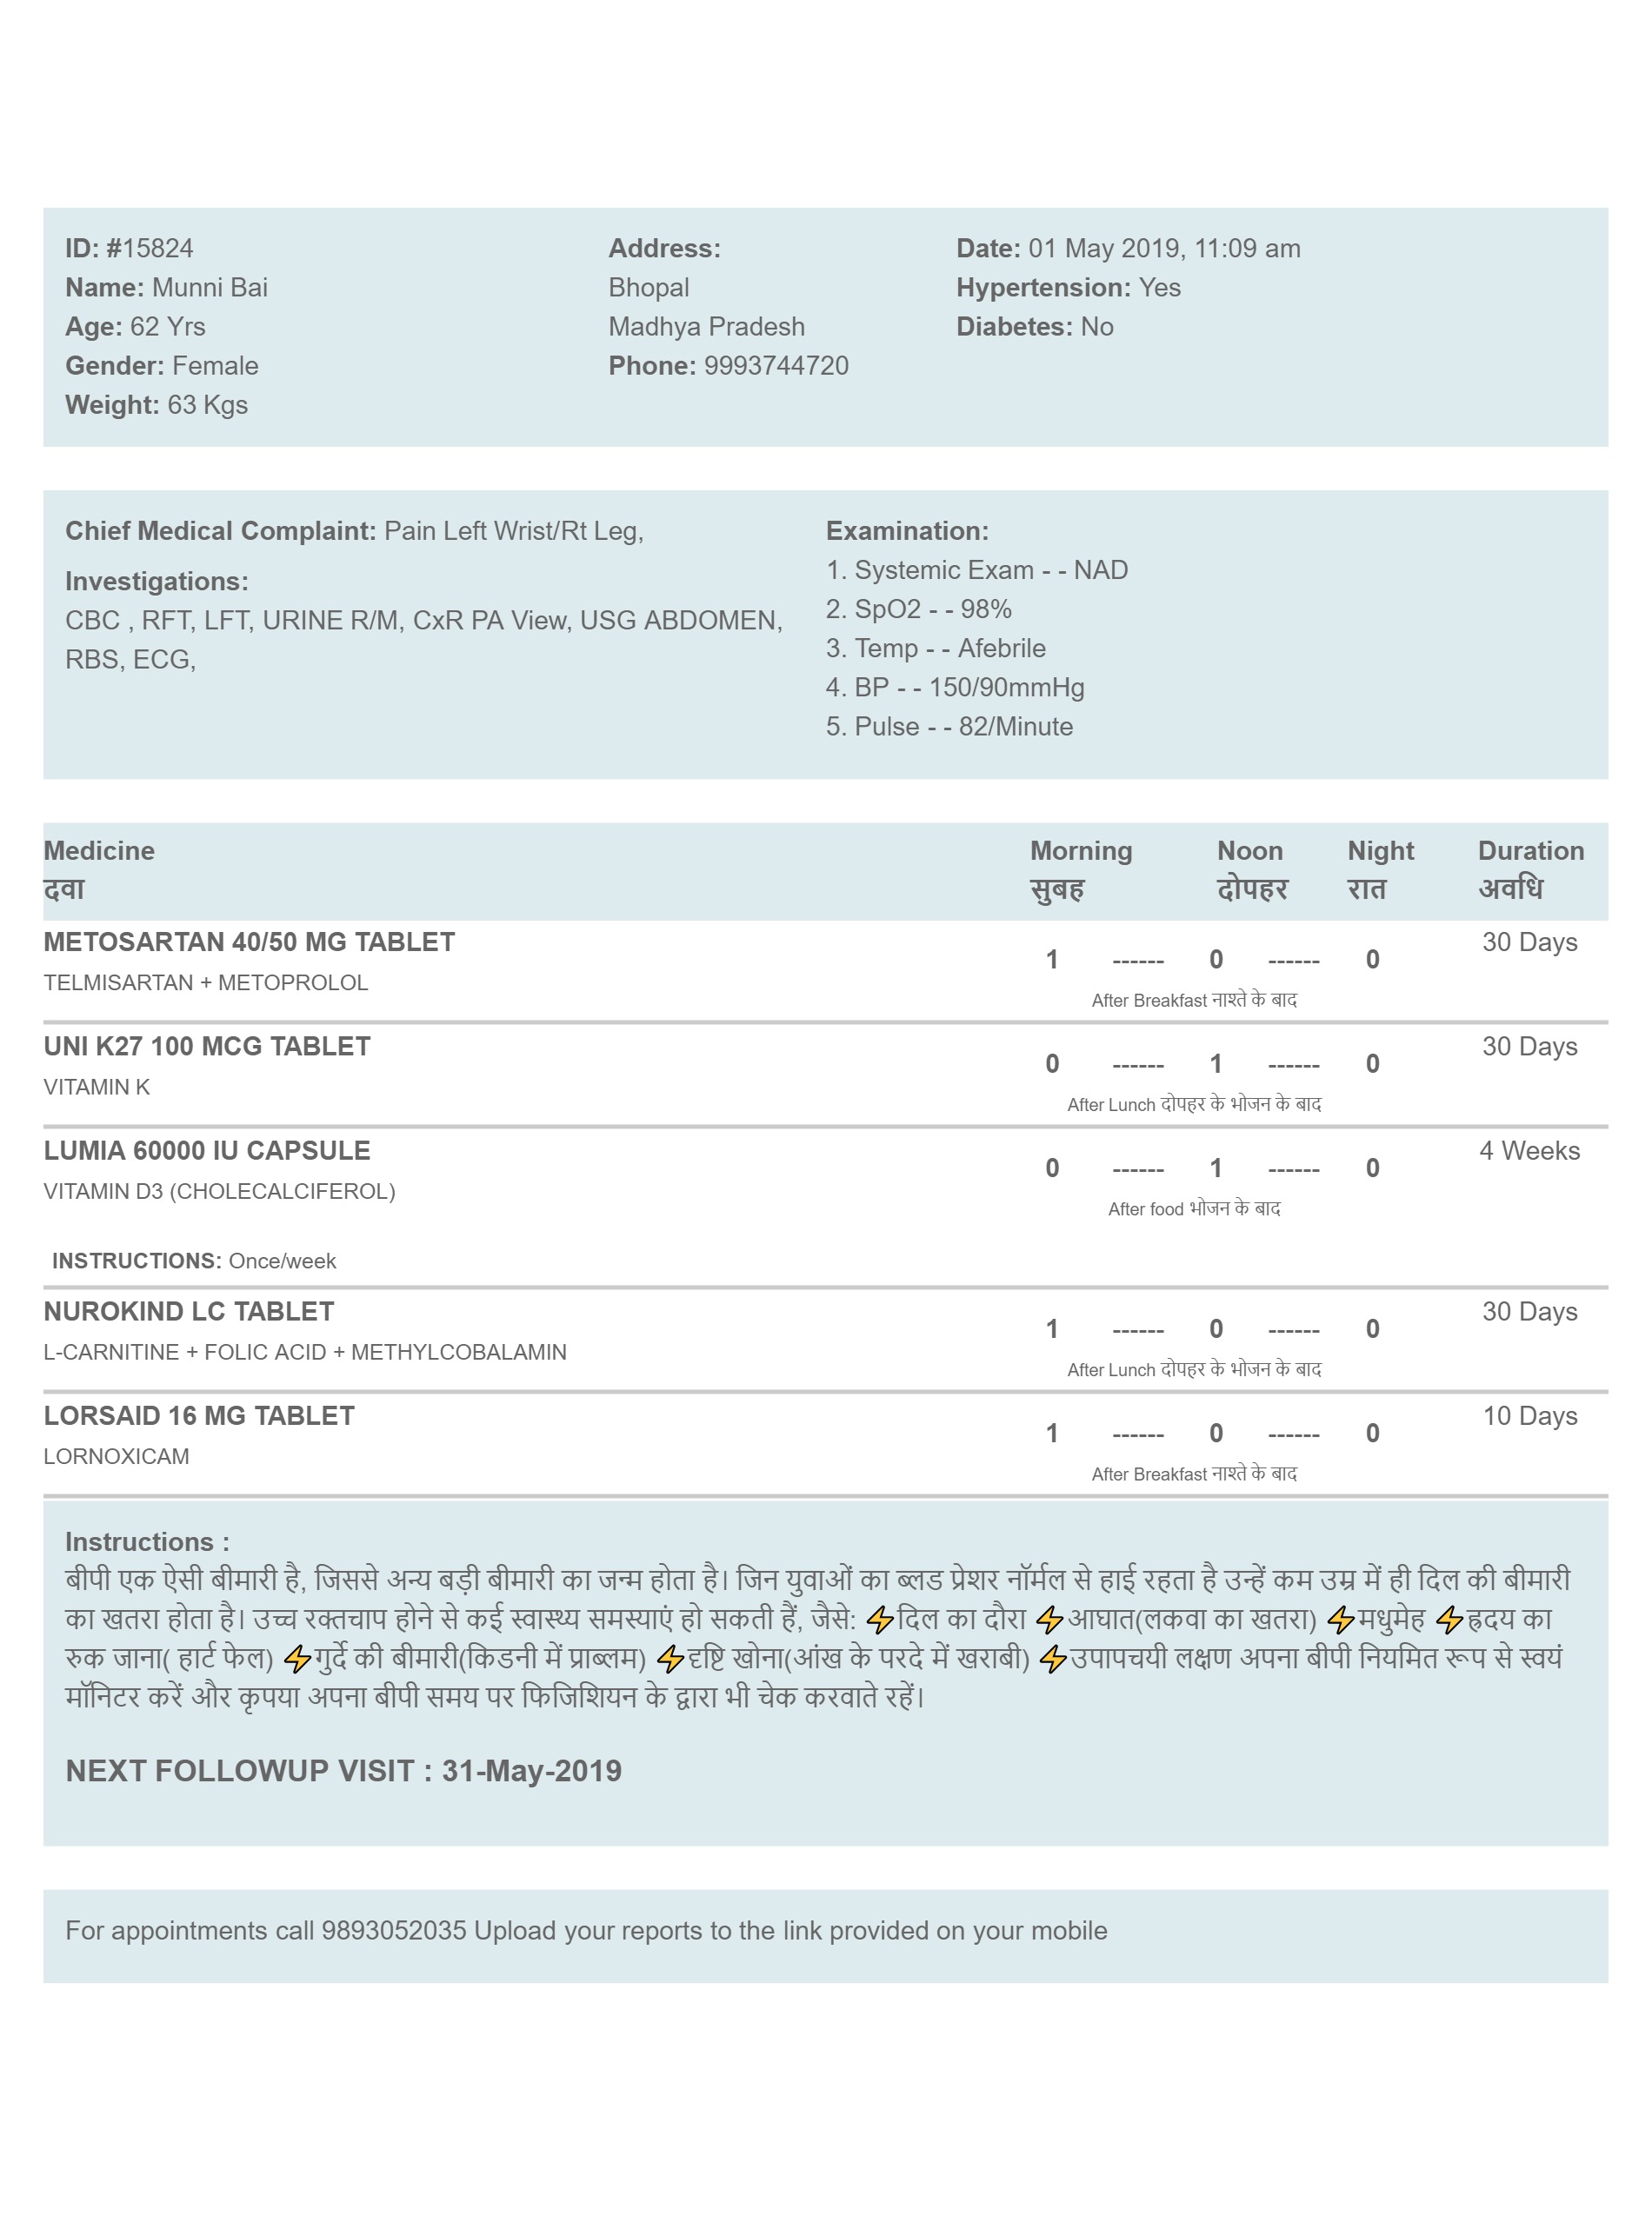 ID: #15824
Name: Munni Bai
Age: 62 Yrs
Gender: Female
Weight: 63 Kgs
Address:
Bhopal
Madhya Pradesh
Phone: 9993744720
Date: 01 May 2019, 11:09 am
Hypertension: Yes
Diabetes: No
Chief Medical Complaint: Pain Left Wrist/Rt Leg,
Investigations:
CBC , RFT, LFT, URINE R/M, CxR PA View, USG ABDOMEN,
RBS, ECG,
Examination:
1. Systemic Exam - - NAD
2. SpO2 - - 98%
3. Temp - - Afebrile
4. BP - - 150/90mmHg
5. Pulse - - 82/Minute
Medicine Morning Noon Night Duration
दवा सुबह दोपहर रात अवधि
METOSARTAN 40/50 MG TABLET 30 Days
1 ------ 0 ------ 0
TELMISARTAN + METOPROLOL
After Breakfast नाश्ते के बाद
UNI K27 100 MCG TABLET 30 Days
0 ------ 1 ------ 0
VITAMIN K
After Lunch दोपहर के भोजन के बाद
LUMIA 60000 IU CAPSULE 4 Weeks
0 ------ 1 ------ 0
VITAMIN D3 (CHOLECALCIFEROL)
After food भोजन के बाद
INSTRUCTIONS: Once/week
NUROKIND LC TABLET 30 Days
1 ------ 0 ------ 0
L-CARNITINE + FOLIC ACID + METHYLCOBALAMIN
After Lunch दोपहर के भोजन के बाद
LORSAID 16 MG TABLET 10 Days
1 ------ 0 ------ 0
LORNOXICAM
After Breakfast नाश्ते के बाद
Instructions :
बीपी एक ऐसी बीमारी है, जिससे अन्य बड़ी बीमारी का जन्म होता है। जिन युवाओं का ब्लड प्रेशर नॉर्मल से हाई रहता है उन्हें कम उम्र में ही दिल की बीमारी
का खतरा होता है। उच्च रक्तचाप होने से कई स्वास्थ्य समस्याएं हो सकती हैं, जैसे: ⚡दिल का दौरा ⚡आघात(लकवा का खतरा) ⚡मधुमेह ⚡ह्रदय का
रुक जाना( हार्ट फेल) ⚡गुर्दे की बीमारी(किडनी में प्राब्लम) ⚡दृष्टि खोना(आंख के परदे में खराबी) ⚡उपापचयी लक्षण अपना बीपी नियमित रूप से स्वयं
मॉनिटर करें और कृपया अपना बीपी समय पर फिजिशियन के द्वारा भी चेक करवाते रहें।
NEXT FOLLOWUP VISIT : 31-May-2019
For appointments call 9893052035 Upload your reports to the link provided on your mobile